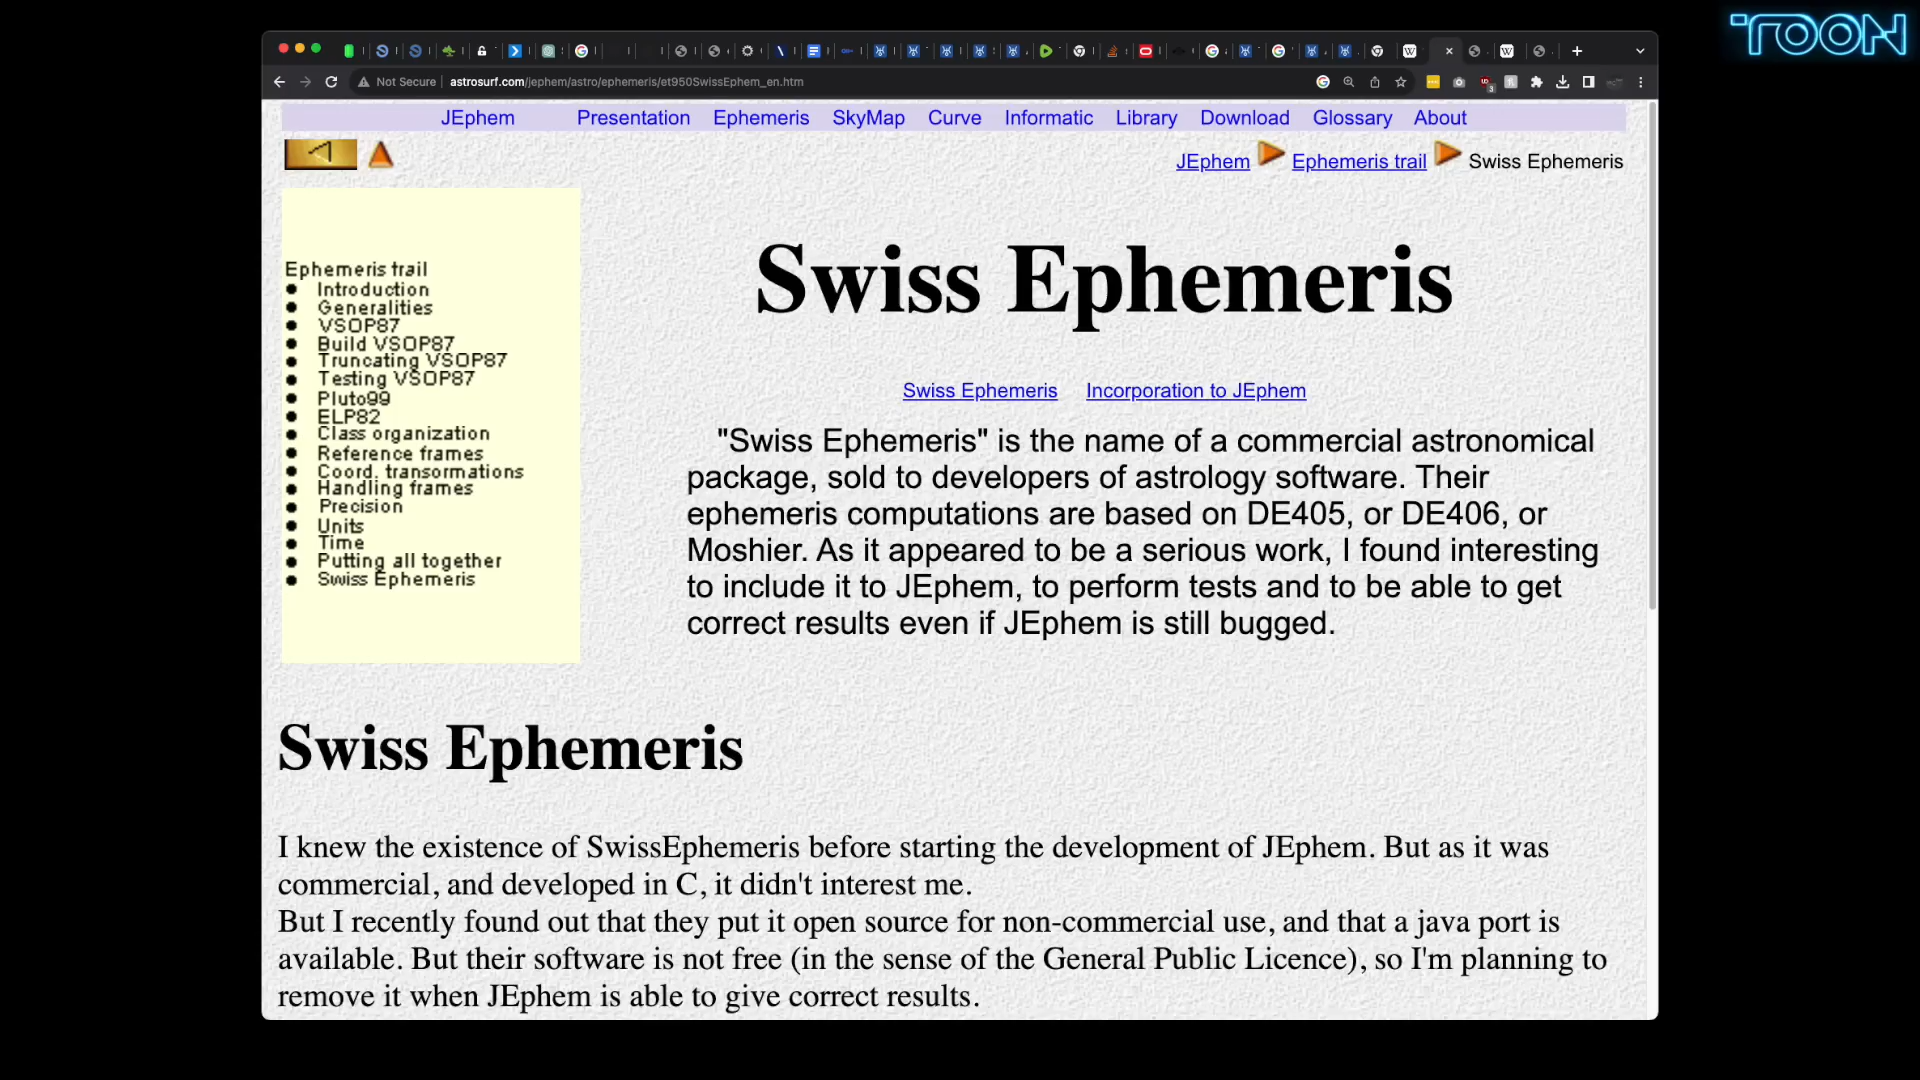 TOON
Not Secure
astrosurf.com/jephem/astro/ephemeris/et950SwissEphem_en.htm
JEphem Presentation Ephemeris SkyMap Curve Informatic Library Download Glossary About
JEphem Ephemeris trail Swiss Ephemeris
Ephemeris trail
Introduction
Generalities
VSOP87
Build VSOP87
Truncating VSOP87
Testing VSOP87
Pluto99
ELP82
Class organization
Reference frames
Coord. transormations
Handling frames
Precision
Units
Time
Putting all together
Swiss Ephemeris
Swiss Ephemeris
Swiss Ephemeris Incorporation to JEphem
"Swiss Ephemeris" is the name of a commercial astronomical
package, sold to developers of astrology software. Their
ephemeris computations are based on DE405, or DE406, or
Moshier. As it appeared to be a serious work, I found interesting
to include it to JEphem, to perform tests and to be able to get
correct results even if JEphem is still bugged.
Swiss Ephemeris
I knew the existence of SwissEphemeris before starting the development of JEphem. But as it was
commercial, and developed in C, it didn't interest me.
But I recently found out that they put it open source for non-commercial use, and that a java port is
available. But their software is not free (in the sense of the General Public Licence), so I'm planning to
remove it when JEphem is able to give correct results.